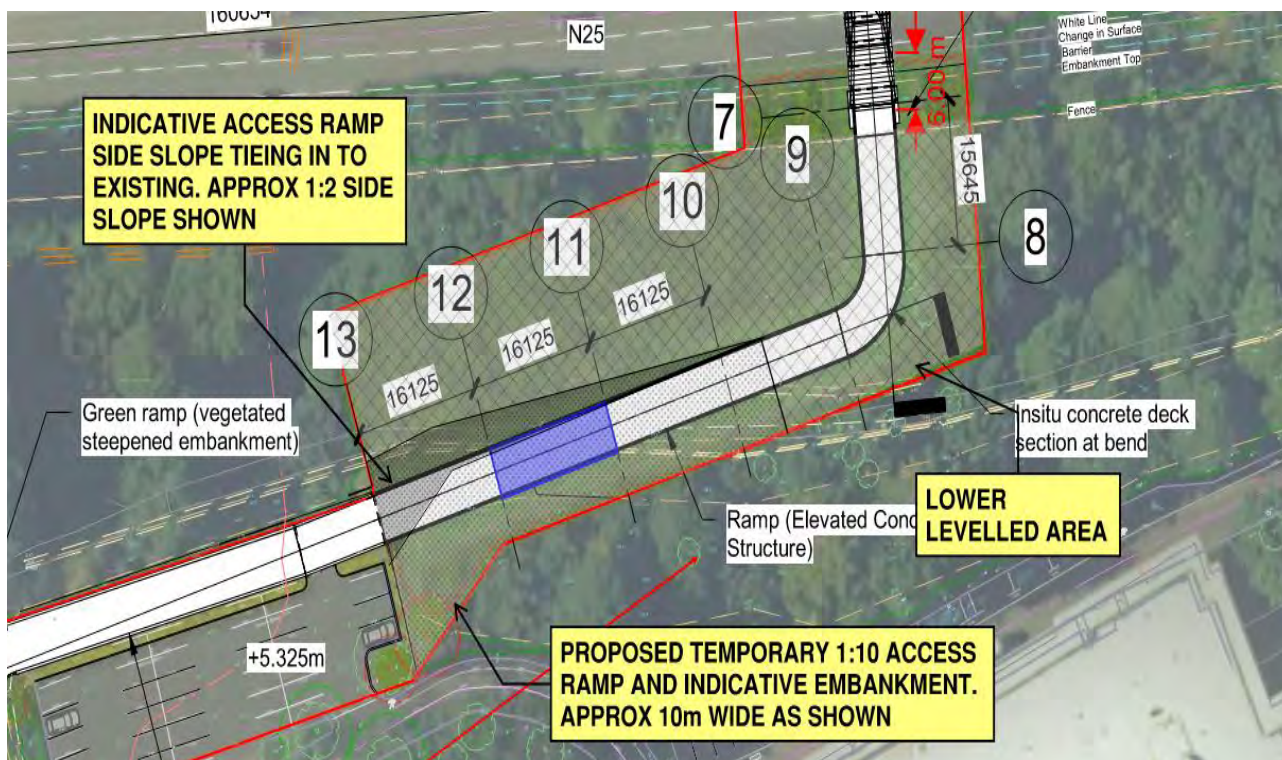 160654
N25
White Line
Change in Surface
Barrier
Embankment Top
Fence
INDICATIVE ACCESS RAMP
SIDE SLOPE TIEING IN TO
EXISTING. APPROX 1:2 SIDE
SLOPE SHOWN
7
9
6.00 m
15645
10
11
8
12
16125
13
16125
16125
Green ramp (vegetated
steepened embankment)
Insitu concrete deck
section at bend
Ramp (Elevated Conc
Structure)
LOWER
LEVELLED AREA
+5.325m
PROPOSED TEMPORARY 1:10 ACCESS
RAMP AND INDICATIVE EMBANKMENT.
APPROX 10m WIDE AS SHOWN